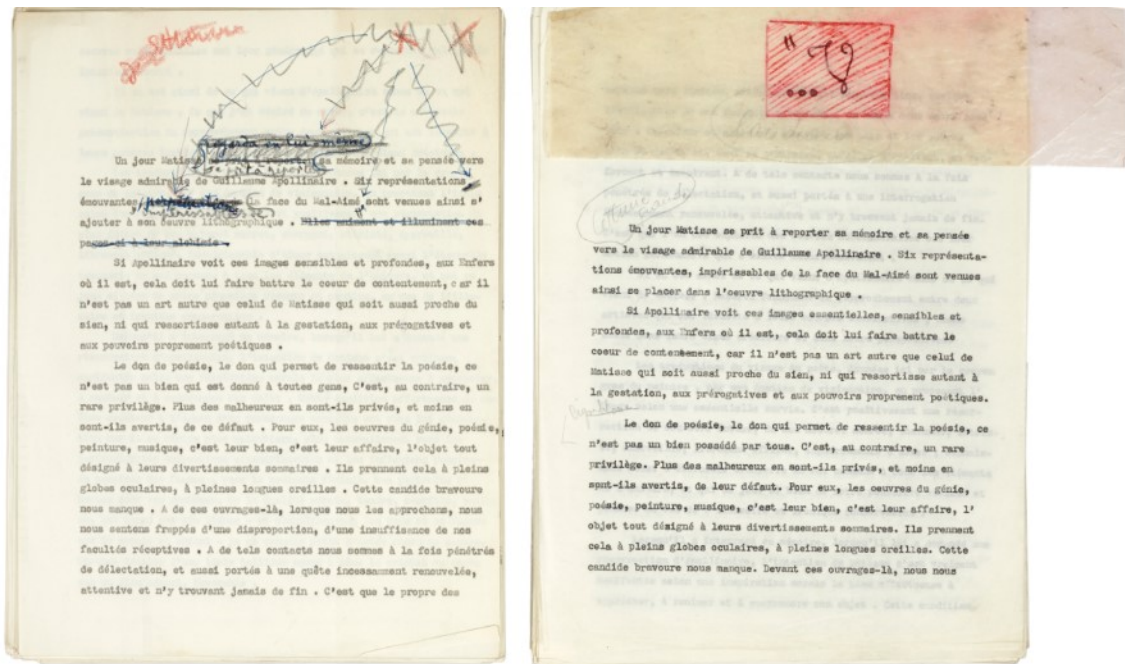 Un jour Matisse se prit à reporter sa mémoire et sa pensée vers
le visage admirable de Guillaume Apollinaire . Six représentations
émouvantes, la face du Mal-Aimé sont venues ainsi s'
ajouter à son oeuvre lithographique . Elles animent et illuminent ces
pages-ci à leur alchimie .
Si Apollinaire voit ces images sensibles et profondes, aux Enfers
où il est, cela doit lui faire battre le coeur de contentement, car il
n'est pas un art autre que celui de Matisse qui soit aussi proche du
sien, ni qui ressortisse autant à la gestation, aux prérogatives et
aux pouvoirs proprement poétiques .
Le don de poésie, le don qui permet de ressentir la poésie, ce
n'est pas un bien qui est donné à toutes gens, C'est, au contraire, un
rare privilège. Plus des malheureux en sont-ils privés, et moins en
sont-ils avertis, de ce défaut . Pour eux, les oeuvres du génie, poésie,
peinture, musique, c'est leur bien, c'est leur affaire, l'objet tout
désigné à leurs divertissements sommaires . Ils prennent cela à pleins
globes oculaires, à pleines longues oreilles . Cette candide bravoure
nous manque . A de ces ouvrages-là, lorsque nous les approchons, nous
nous sentons frappés d'une disproportion, d'une insuffisance de nos
facultés réceptives . A de tels contacts nous sommes à la fois pénétrés
de délectation, et aussi portés à une quête incessamment renouvelée,
attentive et n'y trouvant jamais de fin . C'est que le propre des
Un jour Matisse se prit à reporter sa mémoire et sa pensée
vers le visage admirable de Guillaume Apollinaire . Six représenta-
tions émouvantes, impérissables de la face du Mal-Aimé sont venues
ainsi se placer dans l'oeuvre lithographique .
Si Apollinaire voit ces images essentielles, sensibles et
profondes, aux Enfers où il est, cela doit lui faire battre le
coeur de contentement, car il n'est pas un art autre que celui de
Matisse qui soit aussi proche du sien, ni qui ressortisse autant à
la gestation, aux prérogatives et aux pouvoirs proprement poétiques.
Le don de poésie, le don qui permet de ressentir la poésie, ce
n'est pas un bien possédé par tous. C'est, au contraire, un rare
privilège. Plus des malheureux en sont-ils privés, et moins en
sont-ils avertis, de leur défaut. Pour eux, les oeuvres du génie,
poésie, peinture, musique, c'est leur bien, c'est leur affaire, l'
objet tout désigné à leurs divertissements sommaires. Ils prennent
cela à pleins globes oculaires, à pleines longues oreilles. Cette
candide bravoure nous manque. Devant ces ouvrages-là, nous nous